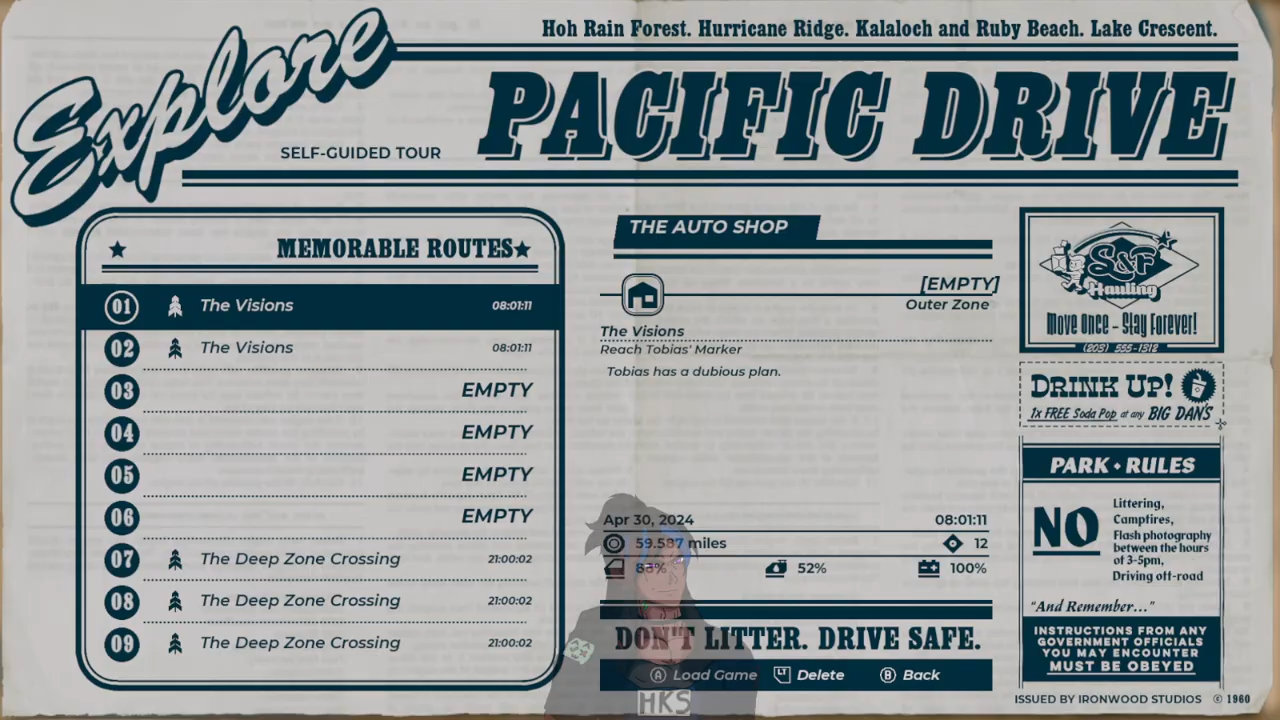 Hoh Rain Forest. Hurricane Ridge. Kalaloch and Ruby Beach. Lake Crescent.
Explore
SELF-GUIDED TOUR
PACIFIC DRIVE
MEMORABLE ROUTES
01 The Visions 08:01:11
02 The Visions 08:01:11
03 EMPTY
04 EMPTY
05 EMPTY
06 EMPTY
07 The Deep Zone Crossing 21:00:02
08 The Deep Zone Crossing 21:00:02
09 The Deep Zone Crossing 21:00:02
THE AUTO SHOP
[EMPTY]
Outer Zone
The Visions
Reach Tobias' Marker
Tobias has a dubious plan.
Apr 30, 2024 08:01:11
59.587 miles 12
52% 100%
DON'T LITTER. DRIVE SAFE.
A Load Game LT Delete B Back
HKS
S&F
Hauling
Move Once - Stay Forever!
(203) 555-1312
DRINK UP!
1x FREE Soda Pop at any BIG DAN'S
PARK • RULES
NO
Littering,
Campfires,
Flash photography
between the hours
of 3-5pm,
Driving off-road
"And Remember..."
INSTRUCTIONS FROM ANY
GOVERNMENT OFFICIALS
YOU MAY ENCOUNTER
MUST BE OBEYED
ISSUED BY IRONWOOD STUDIOS © 1960